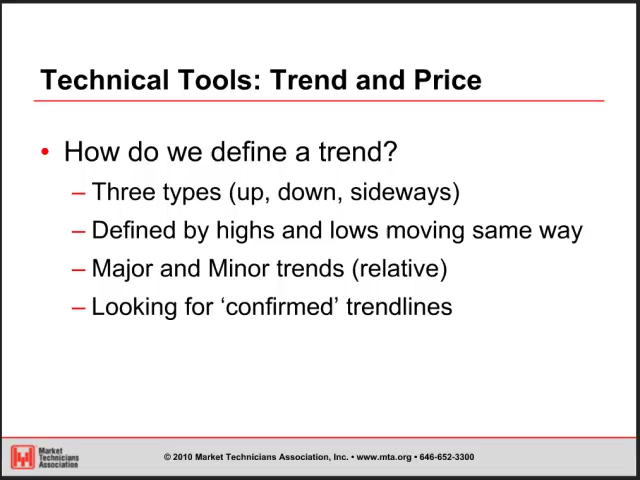 Technical Tools: Trend and Price
• How do we define a trend?
– Three types (up, down, sideways)
– Defined by highs and lows moving same way
– Major and Minor trends (relative)
– Looking for ‘confirmed’ trendlines
Market
Technicians
Association
© 2010 Market Technicians Association, Inc. • www.mta.org • 646-652-3300